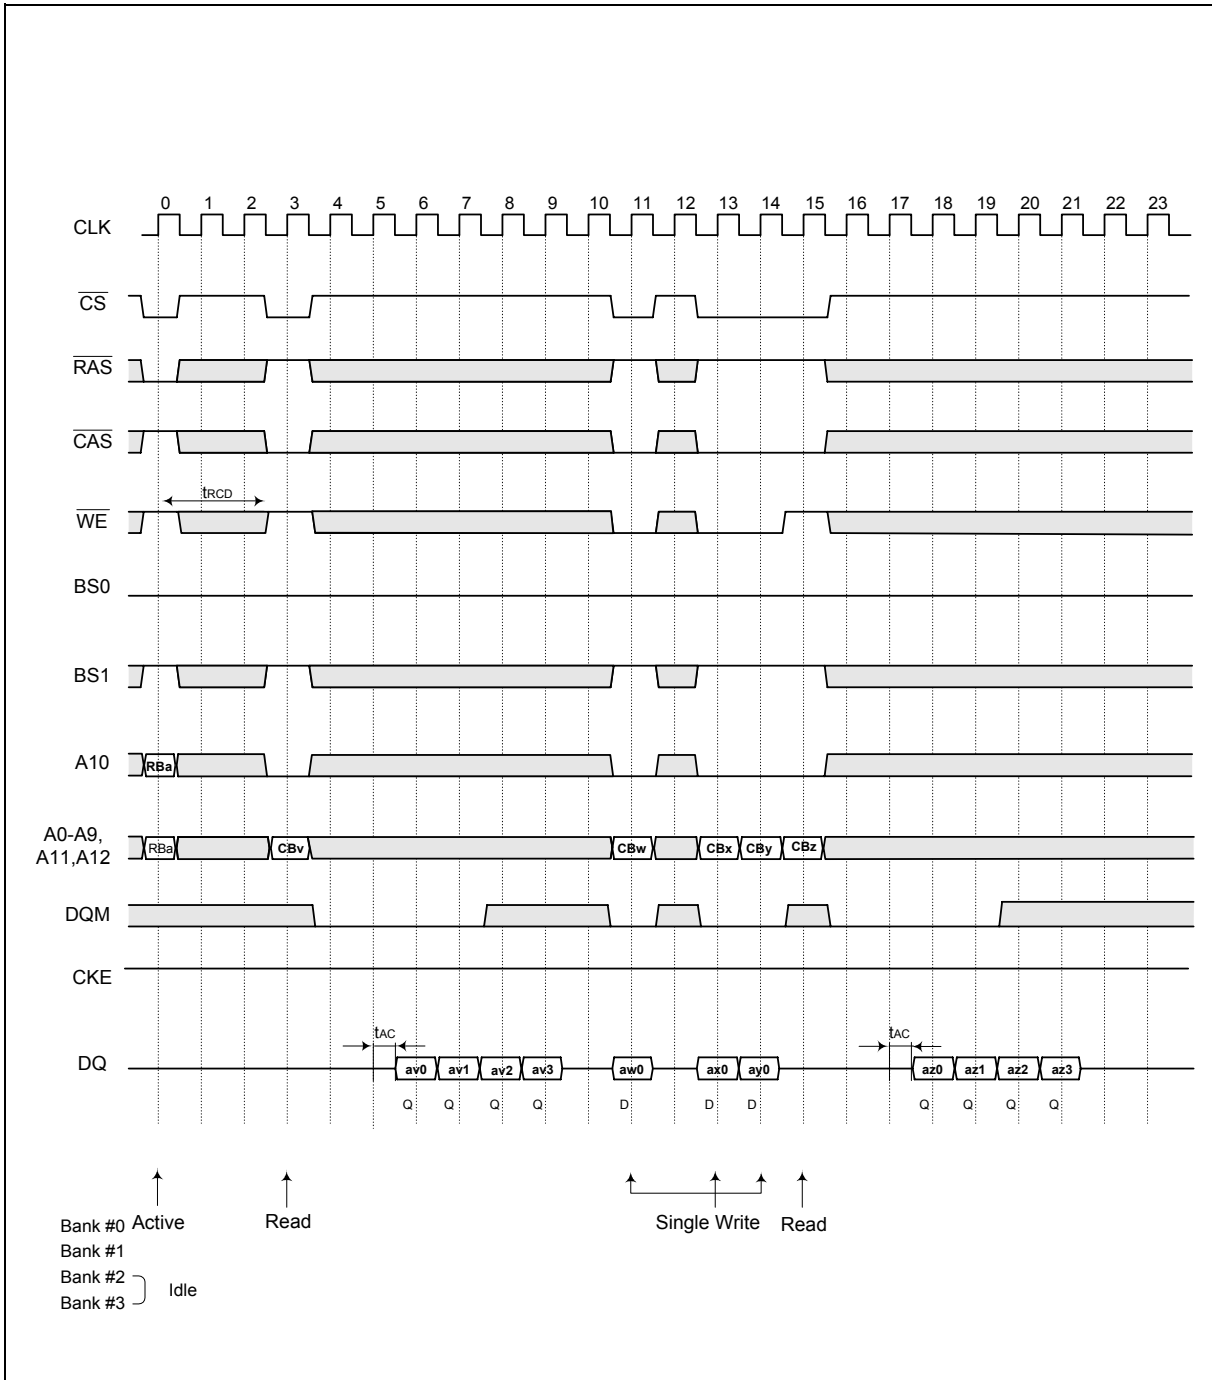 0 1 2 3 4 5 6 7 8 9 10 11 12 13 14 15 16 17 18 19 20 21 22 23
CLK
CS
RAS
CAS
tRCD
WE
BS0
BS1
A10 RBa
A0-A9,
A11,A12 RBa CBv CBw CBx CBy CBz
DQM
CKE
tAC tAC
DQ av0 av1 av2 av3 aw0 ax0 ay0 az0 az1 az2 az3
Q Q Q Q D D D Q Q Q Q
Bank #0 Active Read Single Write Read
Bank #1
Bank #2
Idle
Bank #3